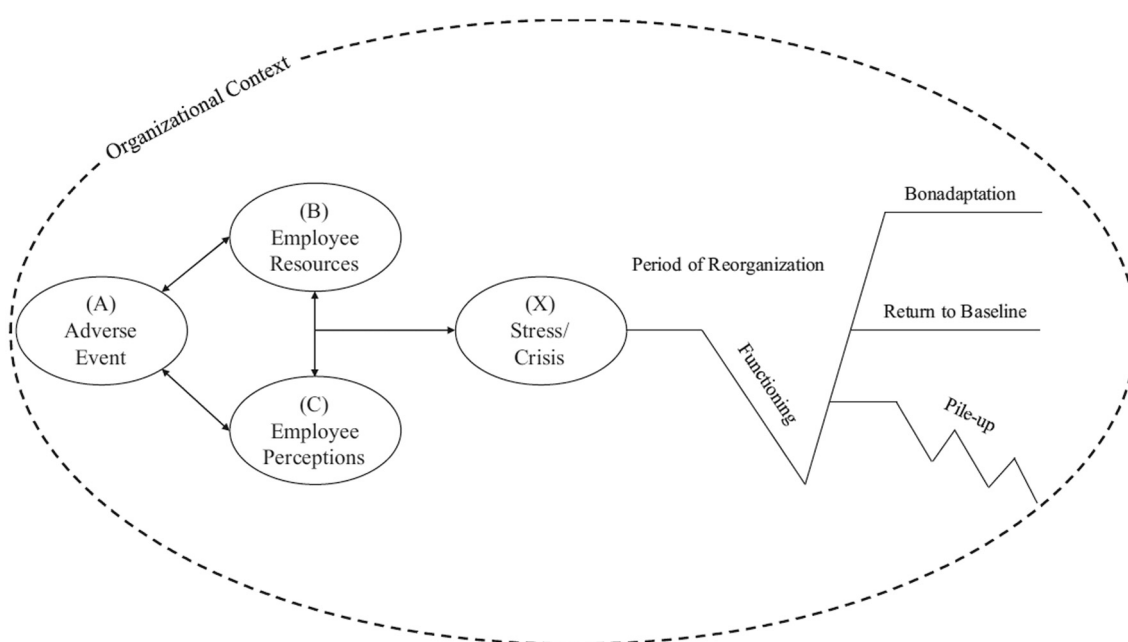 Organizational Context
(A)
Adverse
Event
(B)
Employee
Resources
(C)
Employee
Perceptions
(X)
Stress/
Crisis
Period of Reorganization
Functioning
Bonadaptation
Return to Baseline
Pile-up